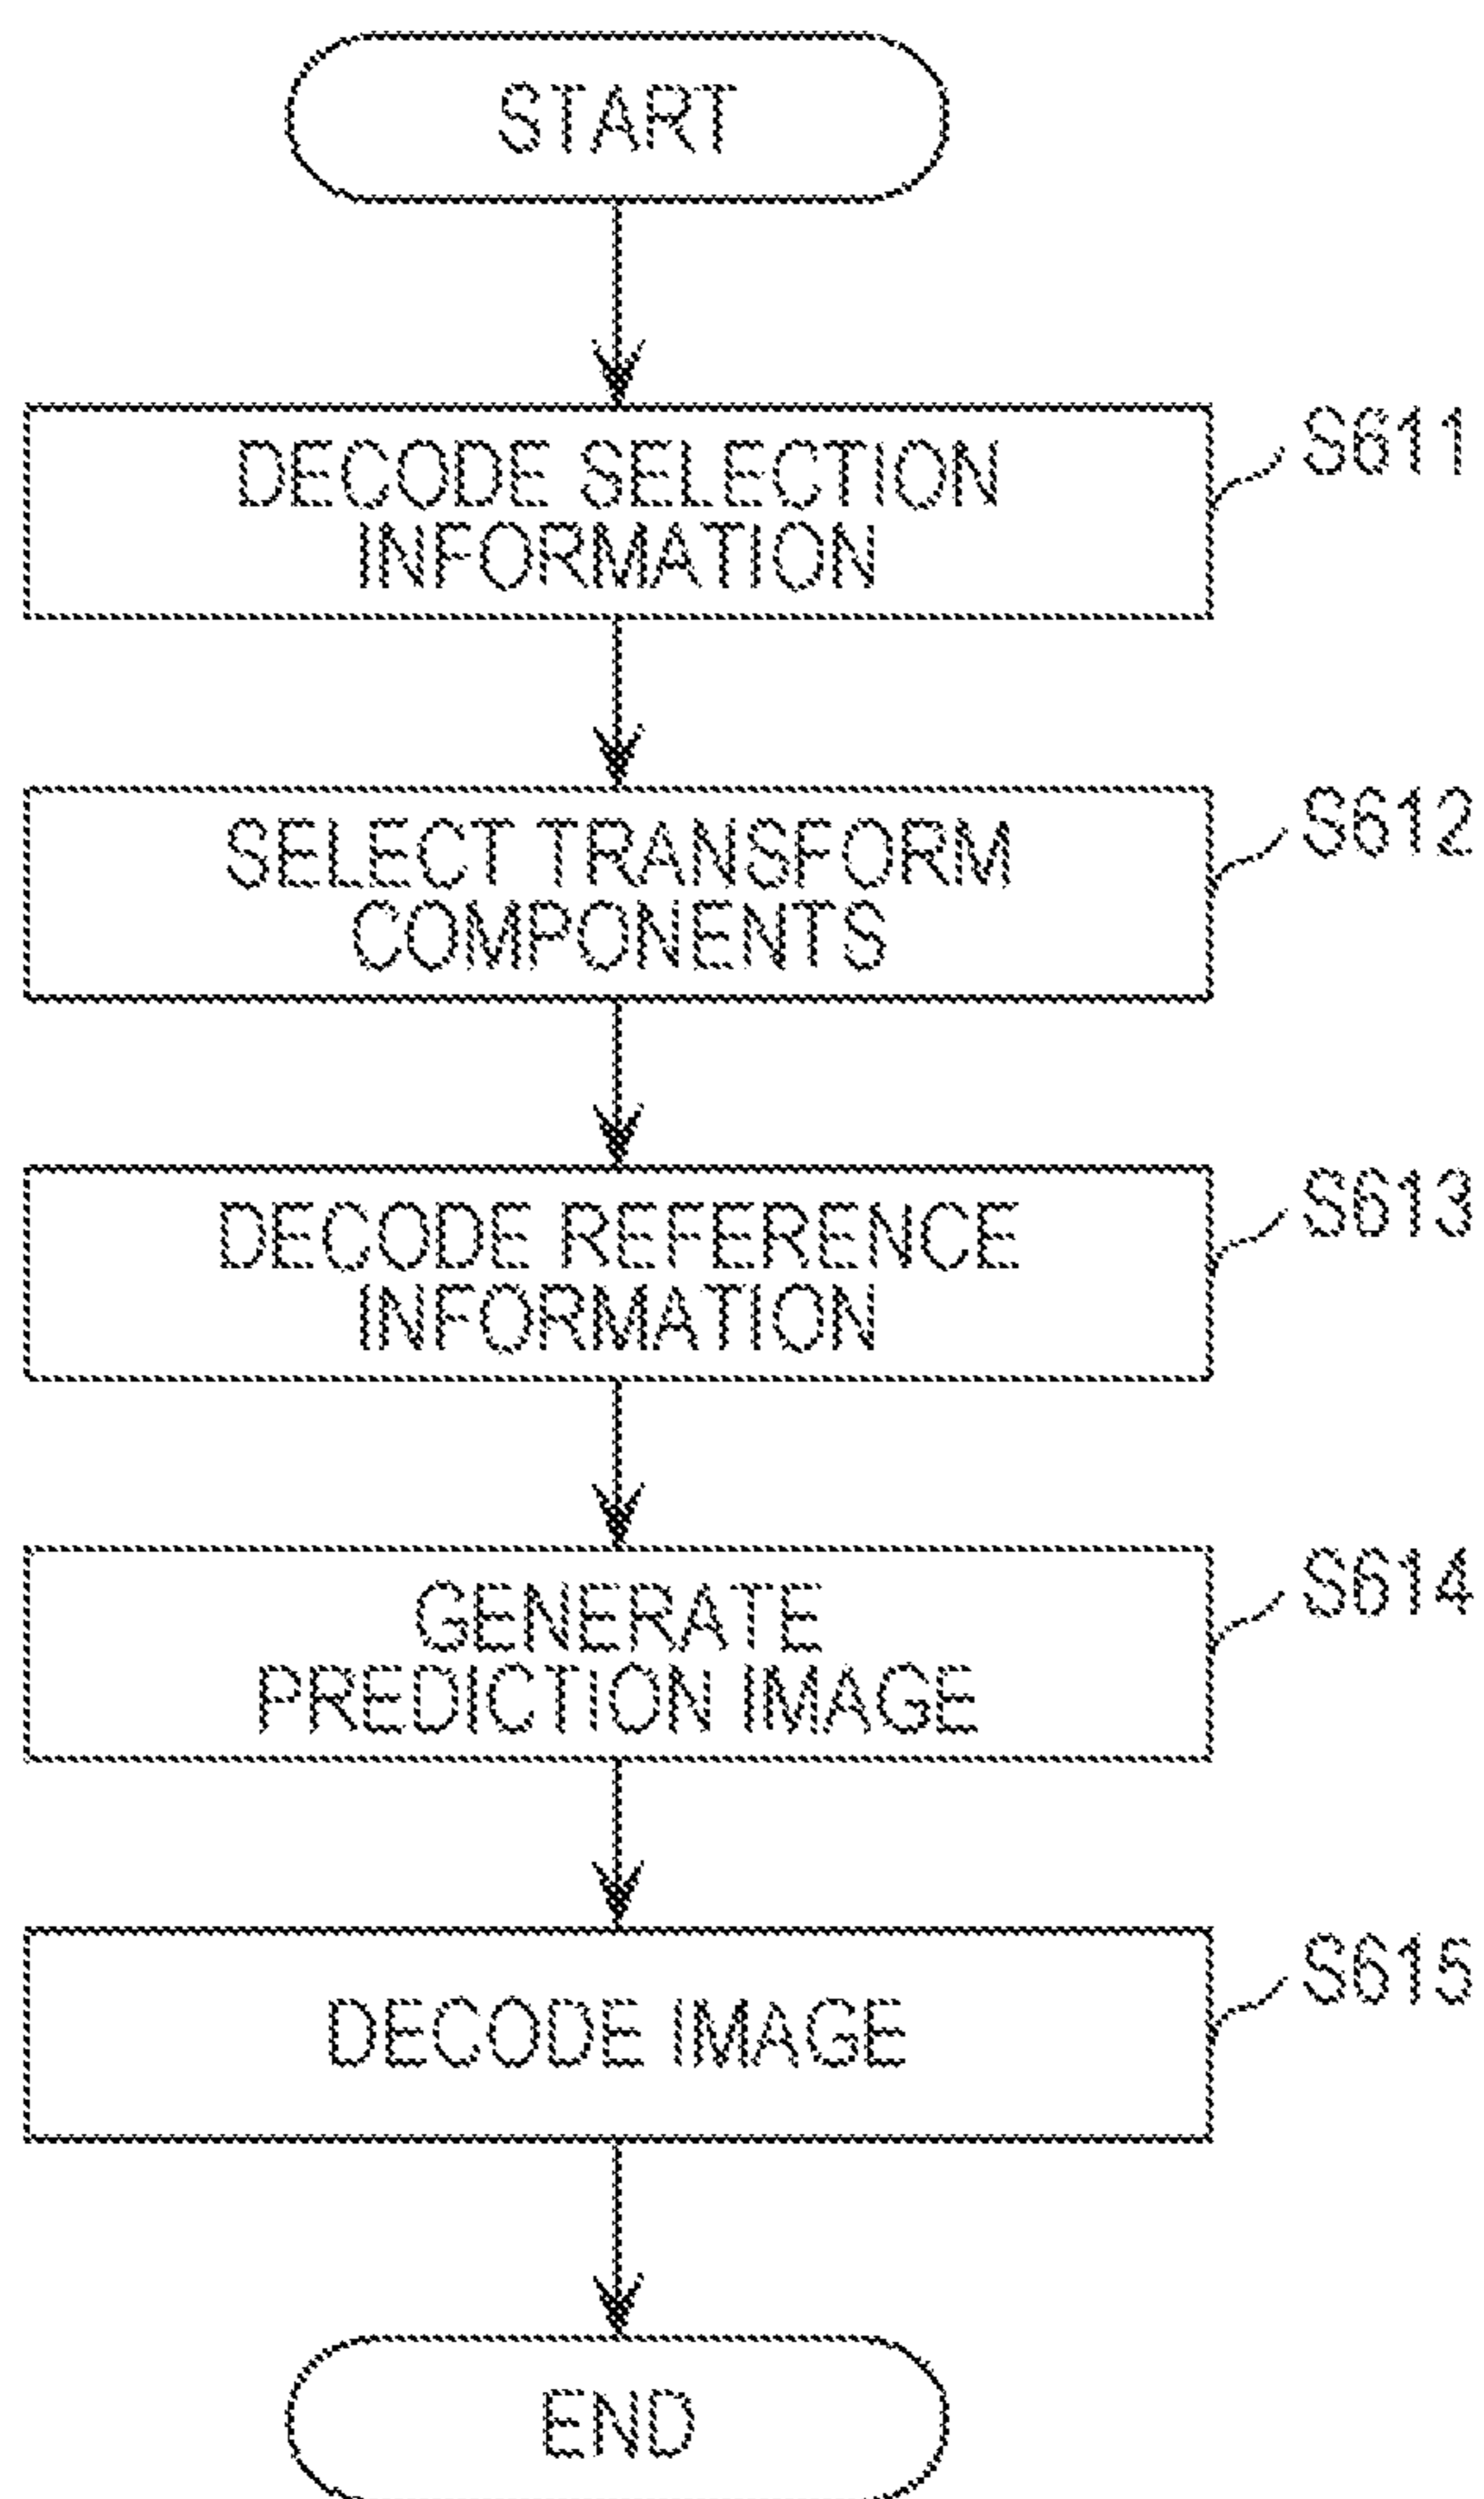 START
DECODE SELECTION
INFORMATION
S611
SELECT TRANSFORM
COMPONENTS
S612
DECODE REFERENCE
INFORMATION
S613
GENERATE
PREDICTION IMAGE
S614
DECODE IMAGE
S615
END